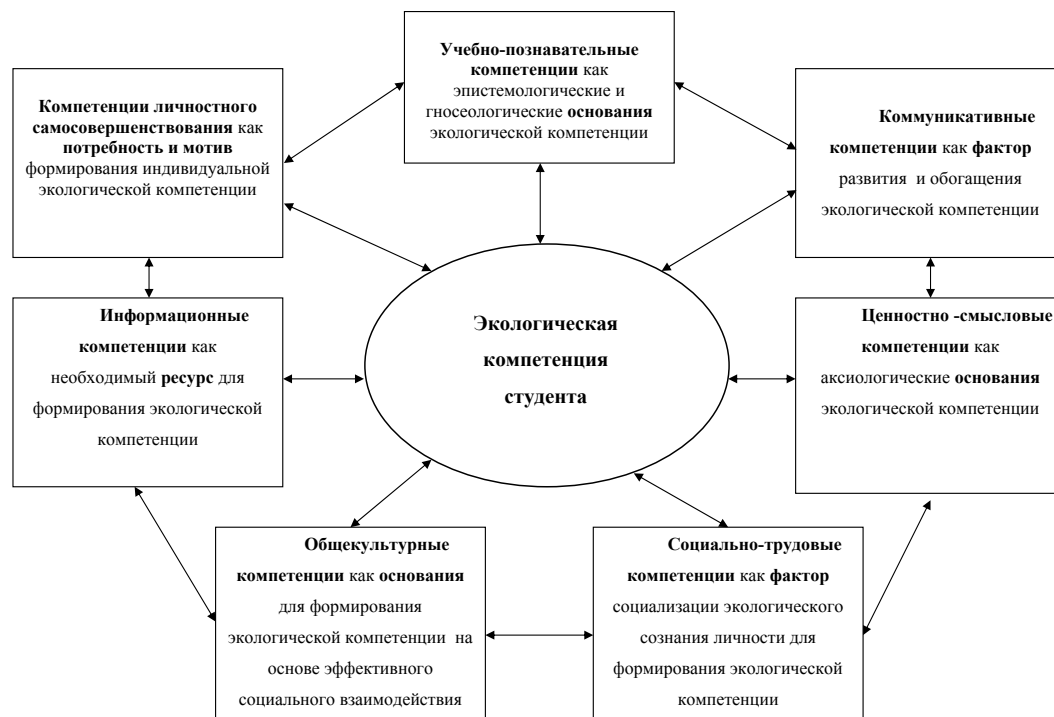 Учебно-познавательные
компетенции как
эпистемологические и
гносеологические основания
экологической компетенции
Компетенции личностного
самосовершенствования как
потребность и мотив
формирования индивидуальной
экологической компетенции
Коммуникативные
компетенции как фактор
развития и обогащения
экологической компетенции
Информационные
компетенции как
необходимый ресурс для
формирования экологической
компетенции
Экологическая
компетенция
студента
Ценностно -смысловые
компетенции как
аксиологические основания
экологической компетенции
Общекультурные
компетенции как основания
для формирования
экологической компетенции на
основе эффективного
социального взаимодействия
Социально-трудовые
компетенции как фактор
социализации экологического
сознания личности для
формирования экологической
компетенции